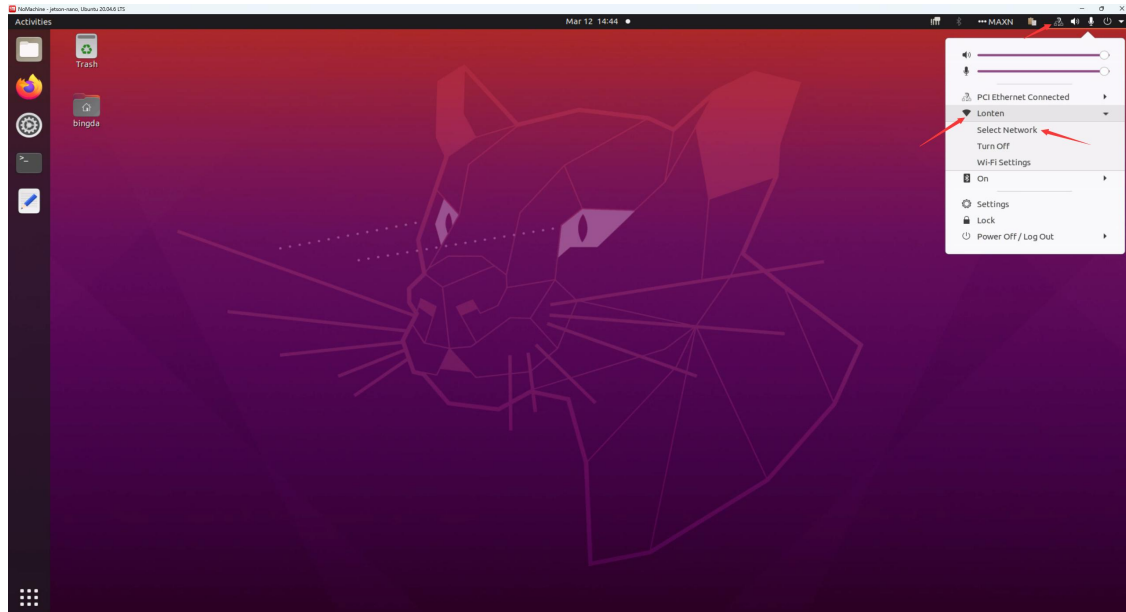 NoMachine - jetson-nano, Ubuntu 20.04.6 LTS
Activities
Mar 12 14:44
MAXN
Trash
bingda
PCI Ethernet Connected
Lonten
Select Network
Turn Off
Wi-Fi Settings
On
Settings
Lock
Power Off / Log Out